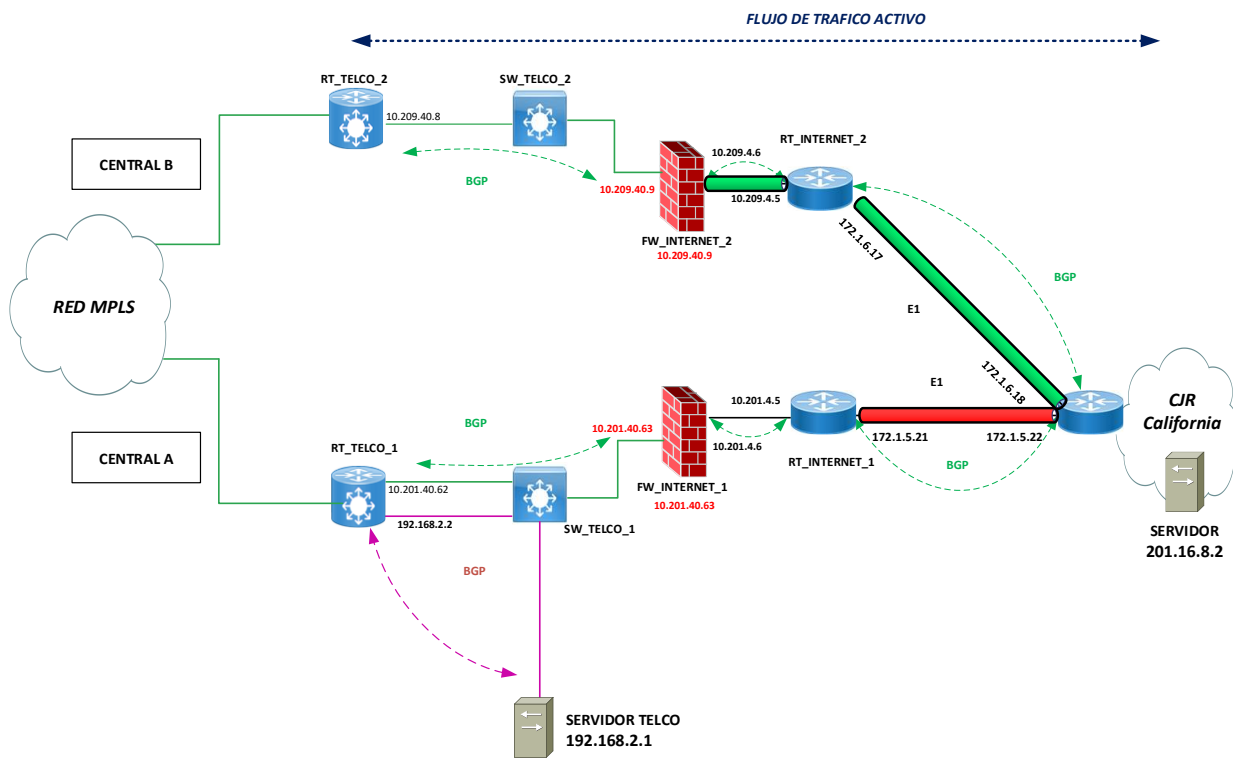 FLUJO DE TRAFICO ACTIVO
RT_TELCO_2
SW_TELCO_2
10.209.40.8
CENTRAL B
BGP
10.209.40.9
FW_INTERNET_2
10.209.40.9
10.209.4.6
10.209.4.5
RT_INTERNET_2
172.1.6.17
BGP
E1
RED MPLS
172.1.6.18
E1
CJR
California
CENTRAL A
BGP
10.201.40.63
10.201.4.5
10.201.4.6
172.1.5.21
172.1.5.22
RT_INTERNET_1
BGP
RT_TELCO_1
10.201.40.62
192.168.2.2
SW_TELCO_1
FW_INTERNET_1
10.201.40.63
SERVIDOR
201.16.8.2
BGP
SERVIDOR TELCO
192.168.2.1